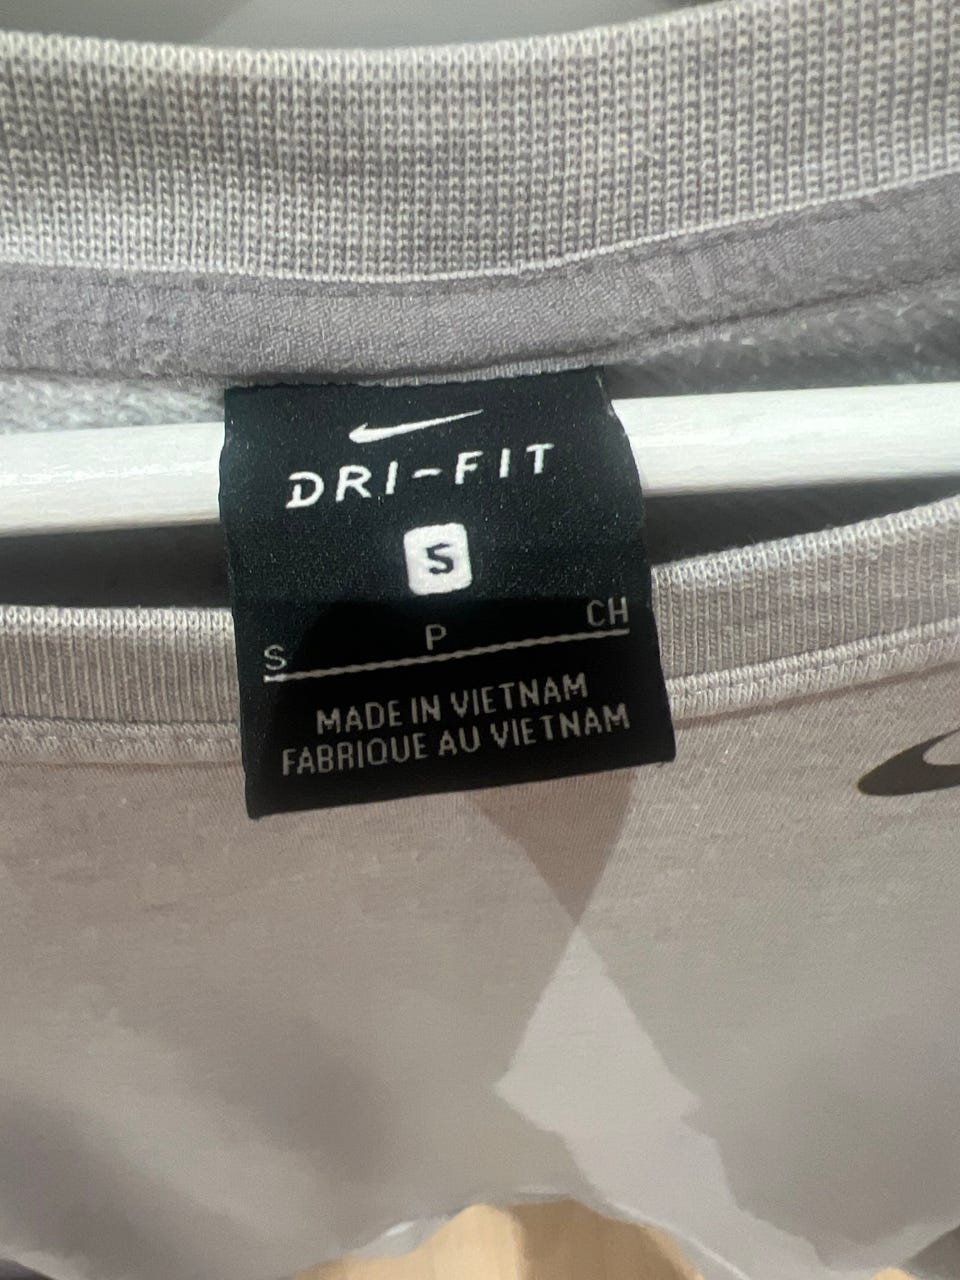 DRI-FIT
S
S P CH
MADE IN VIETNAM
FABRIQUE AU VIETNAM